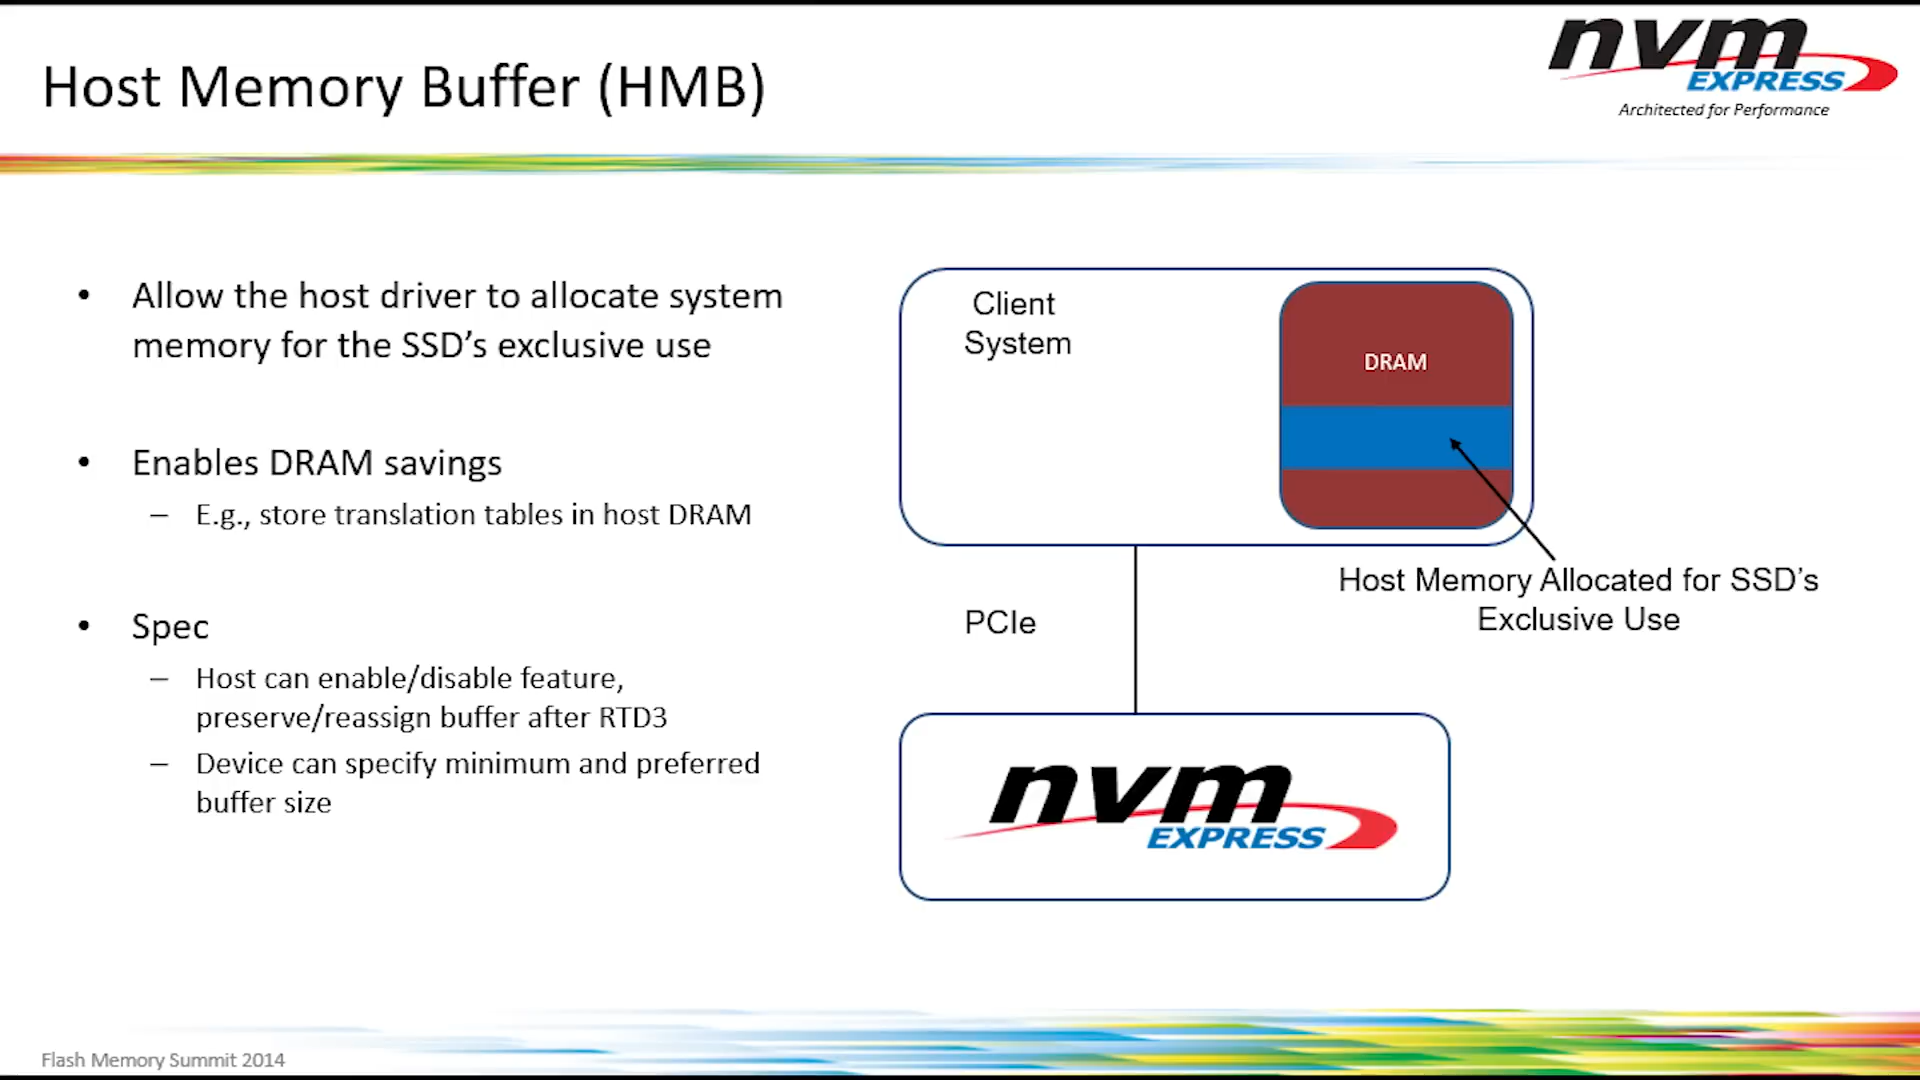 Host Memory Buffer (HMB)
nvm
EXPRESS
Architected for Performance
• Allow the host driver to allocate system
memory for the SSD’s exclusive use
• Enables DRAM savings
– E.g., store translation tables in host DRAM
• Spec
– Host can enable/disable feature,
preserve/reassign buffer after RTD3
– Device can specify minimum and preferred
buffer size
Client
System
DRAM
Host Memory Allocated for SSD’s
Exclusive Use
PCIe
nvm
EXPRESS
Flash Memory Summit 2014